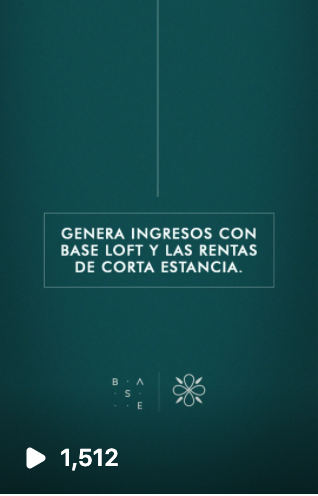 GENERA INGRESOS CON
BASE LOFT Y LAS RENTAS
DE CORTA ESTANCIA.
B · A
· S ·
· · E
1,512